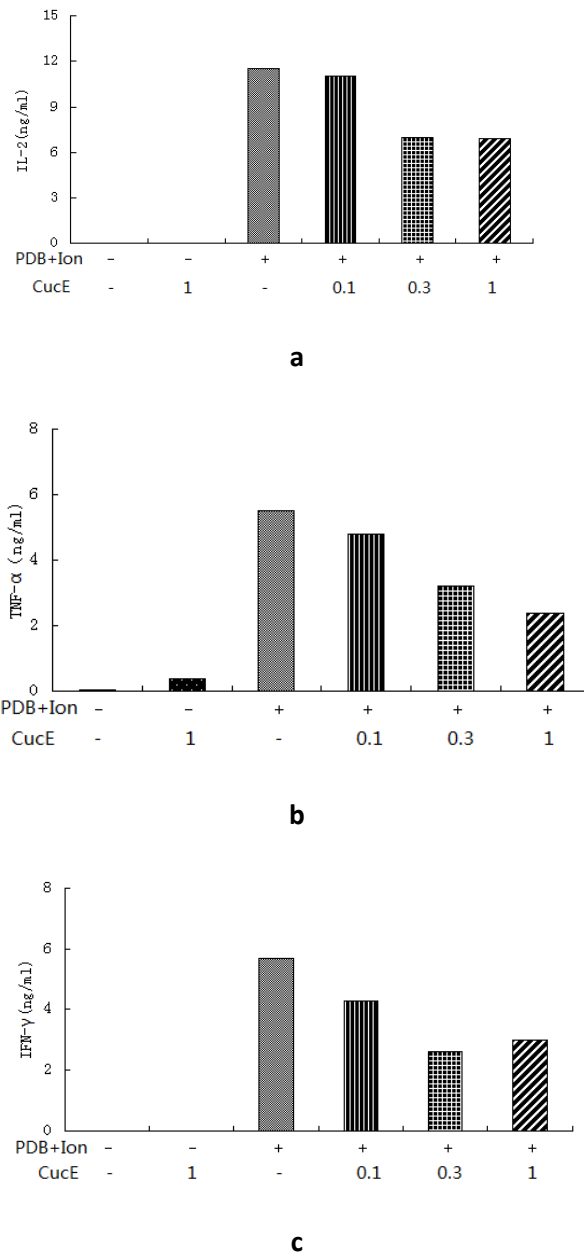 15
12
9
6
3
0
IL-2(ng/ml)
PDB+Ion - - + + + +
CucE - 1 - 0.1 0.3 1
a
8
6
4
2
0
TNF-α (ng/ml)
PDB+Ion - - + + + +
CucE - 1 - 0.1 0.3 1
b
8
6
4
2
0
IFN-γ(ng/ml)
PDB+Ion - - + + + +
CucE - 1 - 0.1 0.3 1
c